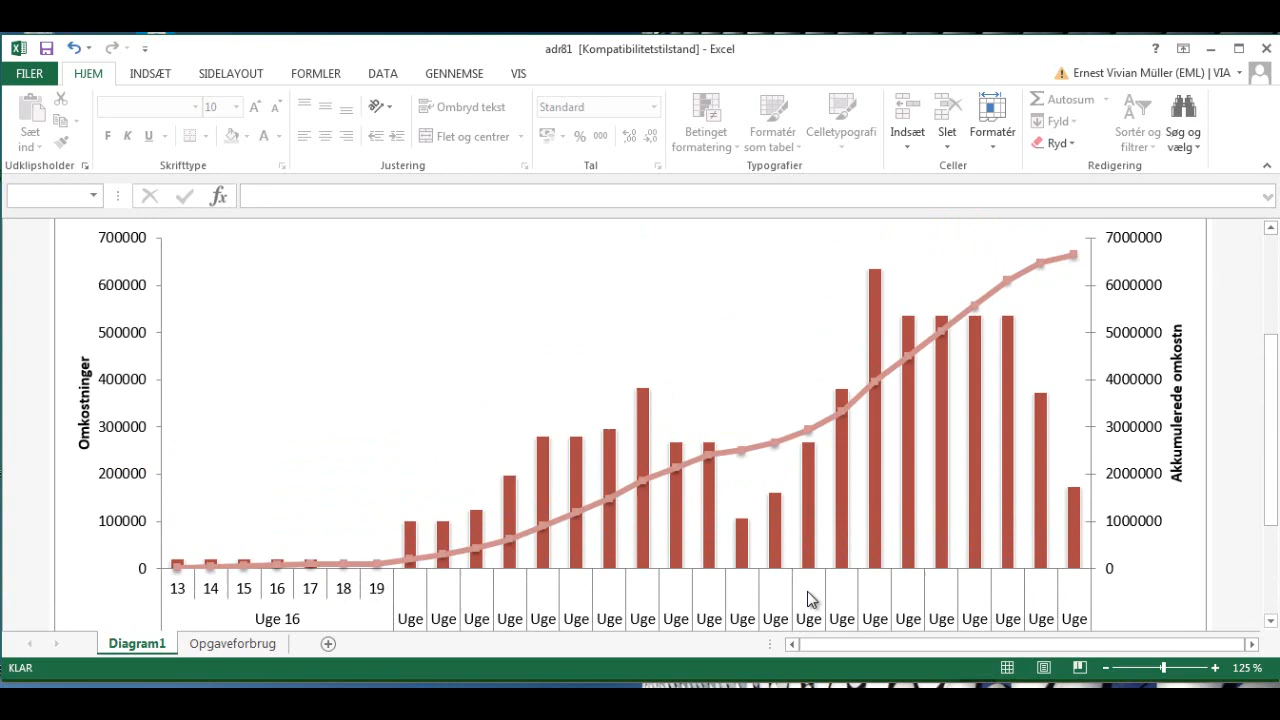 adr81 [Kompatibilitetstilstand] - Excel
FILER HJEM INDSÆT SIDELAYOUT FORMLER DATA GENNEMSE VIS Ernest Vivian Müller (EML) | VIA
Sæt ind
10
F K U
A A A
Ombryd tekst
Flet og centrer
Standard
% 000
Betinget formatering
Formatér som tabel
Celletypografi
Indsæt Slet Formatér
Autosum
Fyld
Ryd
Sortér og filtrer
Søg og vælg
Udklipsholder Skrifttype Justering Tal Typografier Celler Redigering
fx
700000 7000000
600000 6000000
500000 5000000
400000 4000000
300000 3000000
200000 2000000
100000 1000000
0 0
Omkostninger
Akkumulerede omkostn
13 14 15 16 17 18 19
Uge 16 Uge Uge Uge Uge Uge Uge Uge Uge Uge Uge Uge Uge Uge Uge Uge Uge Uge Uge Uge Uge Uge
Diagram1 Opgaveforbrug
KLAR 125 %